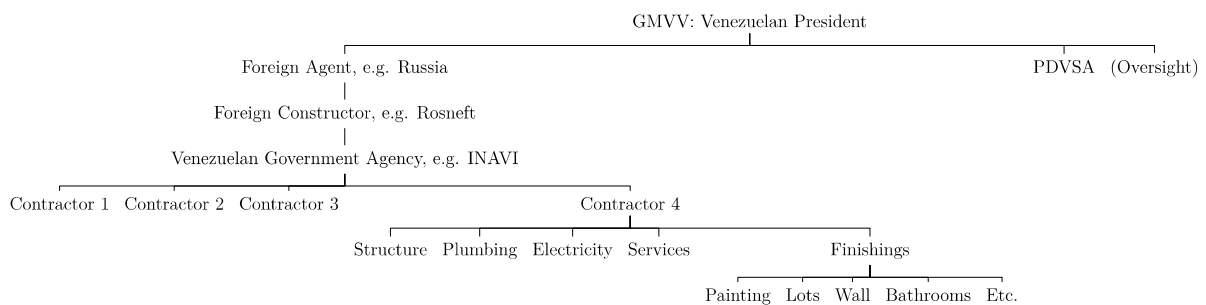 GMVV: Venezuelan President
Foreign Agent, e.g. Russia PDVSA (Oversight)
Foreign Constructor, e.g. Rosneft
Venezuelan Government Agency, e.g. INAVI
Contractor 1 Contractor 2 Contractor 3 Contractor 4
Structure Plumbing Electricity Services Finishings
Painting Lots Wall Bathrooms Etc.